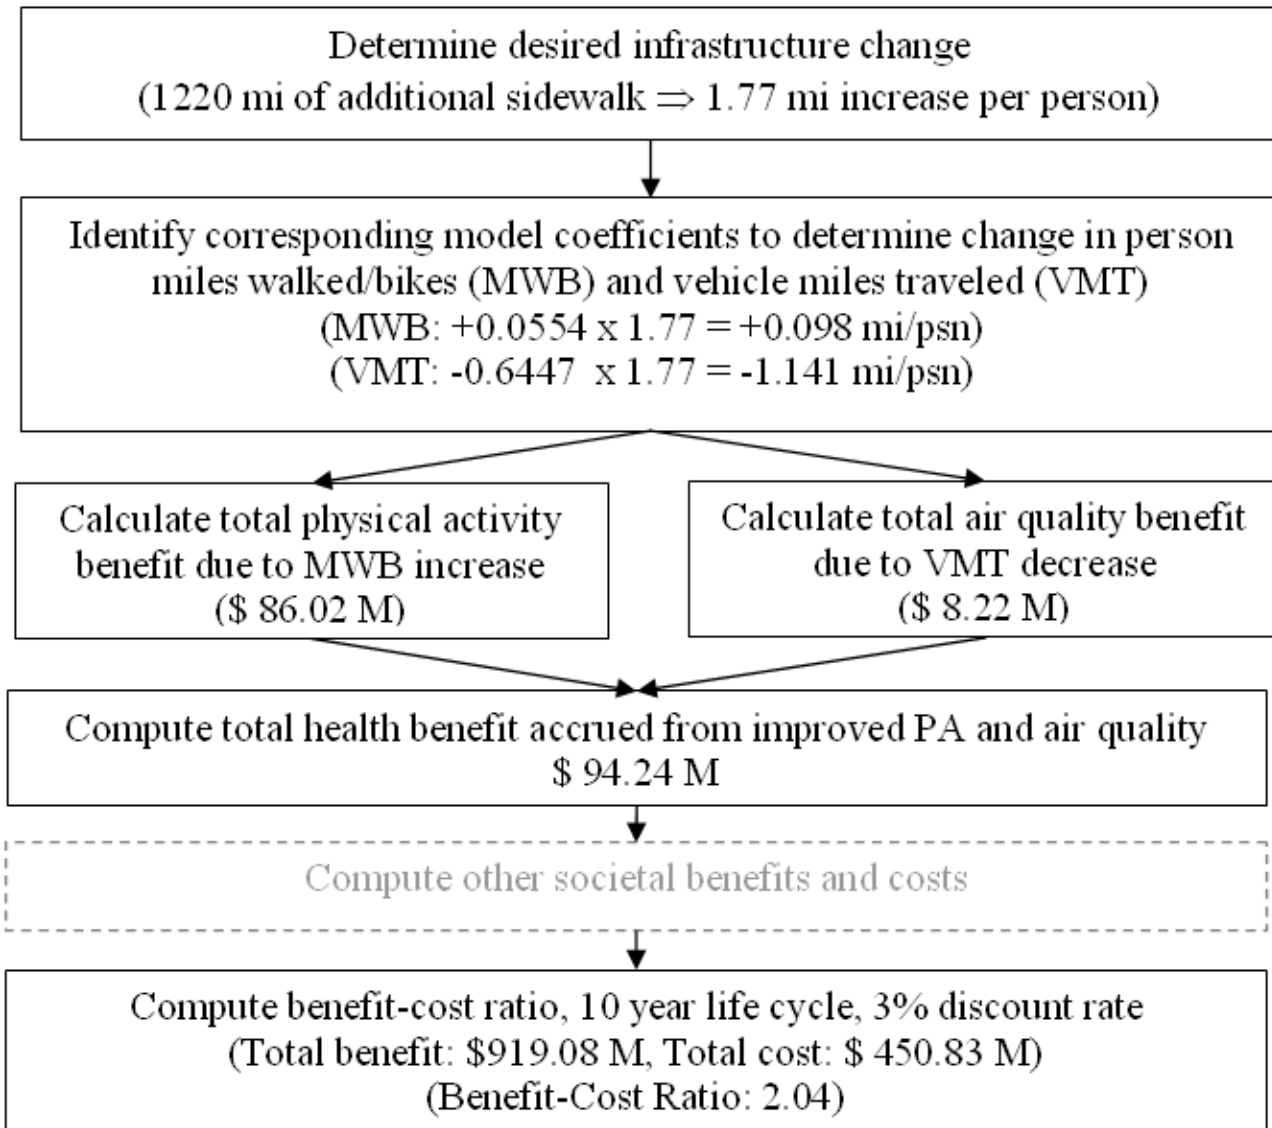 Determine desired infrastructure change
(1220 mi of additional sidewalk ⇒ 1.77 mi increase per person)
Identify corresponding model coefficients to determine change in person
miles walked/bikes (MWB) and vehicle miles traveled (VMT)
(MWB: +0.0554 x 1.77 = +0.098 mi/psn)
(VMT: -0.6447 x 1.77 = -1.141 mi/psn)
Calculate total physical activity
benefit due to MWB increase
($ 86.02 M)
Calculate total air quality benefit
due to VMT decrease
($ 8.22 M)
Compute total health benefit accrued from improved PA and air quality
$ 94.24 M
Compute other societal benefits and costs
Compute benefit-cost ratio, 10 year life cycle, 3% discount rate
(Total benefit: $919.08 M, Total cost: $ 450.83 M)
(Benefit-Cost Ratio: 2.04)